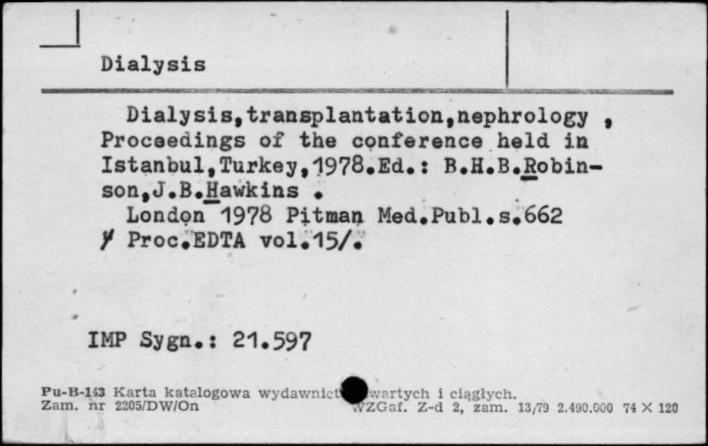 Dialysis
Dialysis,transplantation,nephrology ,
Proceedings of the conference held in
Istanbul,Turkey,1978.Ed.: B.H.B.Robin-
son,J.B.Hawkins .
London 1978 Pitman Med.Publ.s.662
/ Proc.EDTA vol.15/.
IMP Sygn.: 21.597
Pu-B-143 Karta katalogowa wydawnict wartych i ciągłych.
Zam. nr 2205/DW/On WZGraf. Z-d 2, zam. 13/79 2.490.000 74 X 120